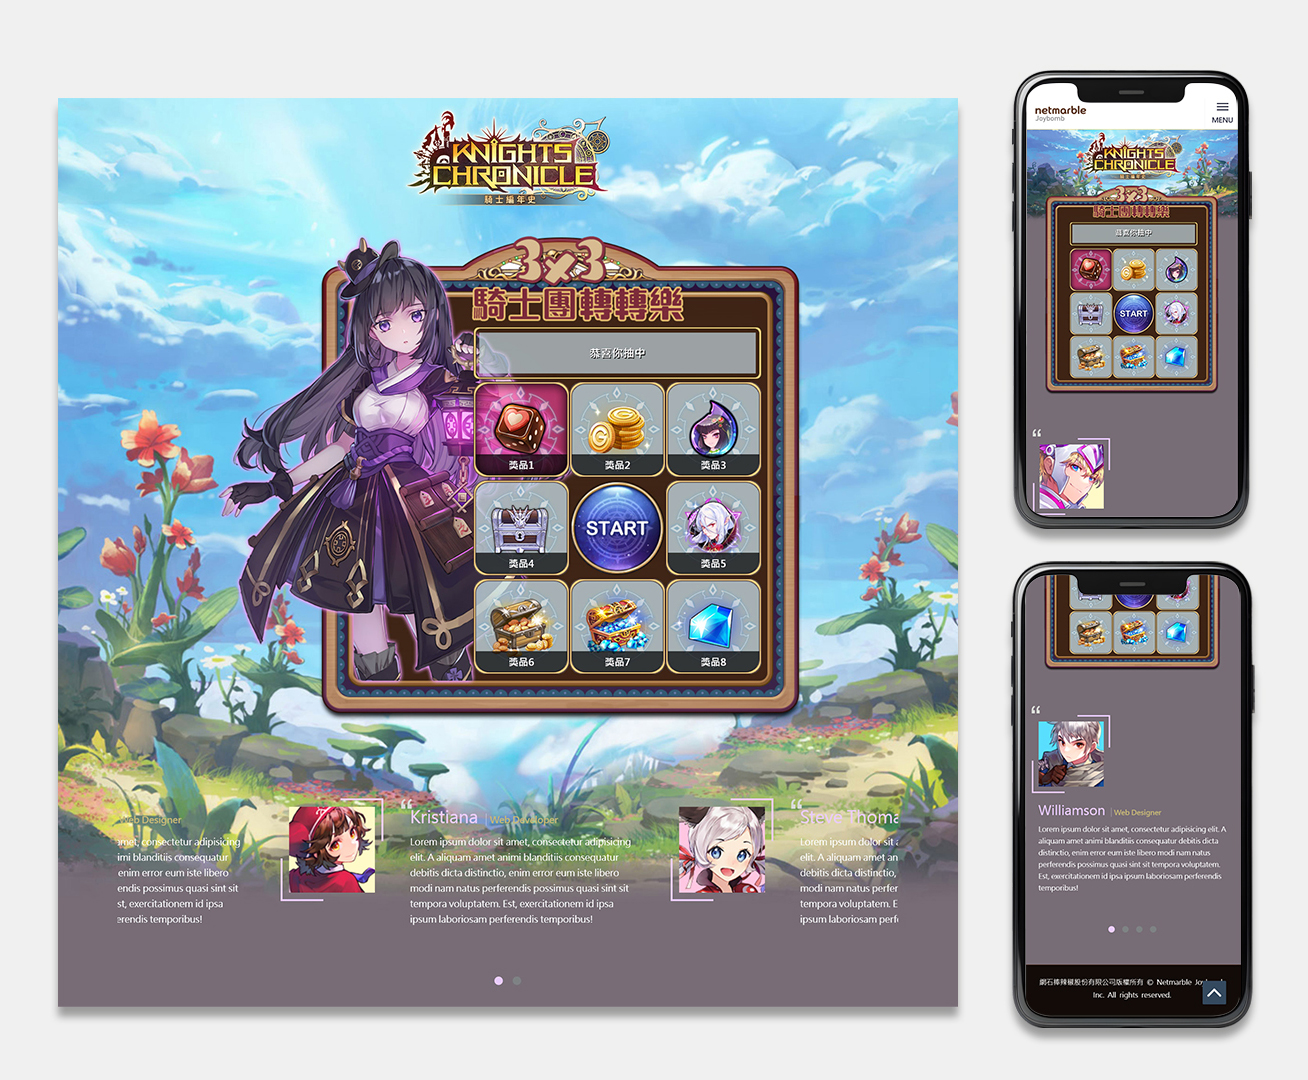 KNIGHTS
CHRONICLE
騎士編年史
3x3
騎士團轉轉樂
恭喜你抽中
獎品1
獎品2
獎品3
獎品4
START
獎品5
獎品6
獎品7
獎品8
Web Designer
amet, consectetur adipisicing
imi blanditiis consequatur
enim error eum iste libero
endis possimus quasi sint sit
st, exercitationem id ipsa
erendis temporibus!
“
Kristiana | Web Developer
Lorem ipsum dolor sit amet, consectetur adipisicing
elit. A aliquam amet animi blanditiis consequatur
debitis dicta distinctio, enim error eum iste libero
modi nam natus perferendis possimus quasi sint sit
tempora voluptatem. Est, exercitationem id ipsa
ipsum laboriosam perferendis temporibus!
“
Steve Thoma
Lorem ipsum dolor sit a
elit. A aliquam amet an
debitis dicta distinctio,
modi nam natus perfer
tempora voluptatem. E
ipsum laboriosam perfe
netmarble
Joybomb
MENU
KNIGHTS
CHRONICLE
騎士編年史
3x3
騎士團轉轉樂
恭喜你抽中
START
“
“
Williamson | Web Designer
Lorem ipsum dolor sit amet, consectetur adipisicing elit. A
aliquam amet animi blanditiis consequatur debitis dicta
distinctio, enim error eum iste libero modi nam natus
perferendis possimus quasi sint sit tempora voluptatem.
Est, exercitationem id ipsa ipsum laboriosam perferendis
temporibus!
網石棒辣椒股份有限公司版權所有 © Netmarble Joy
Inc. All rights reserved.